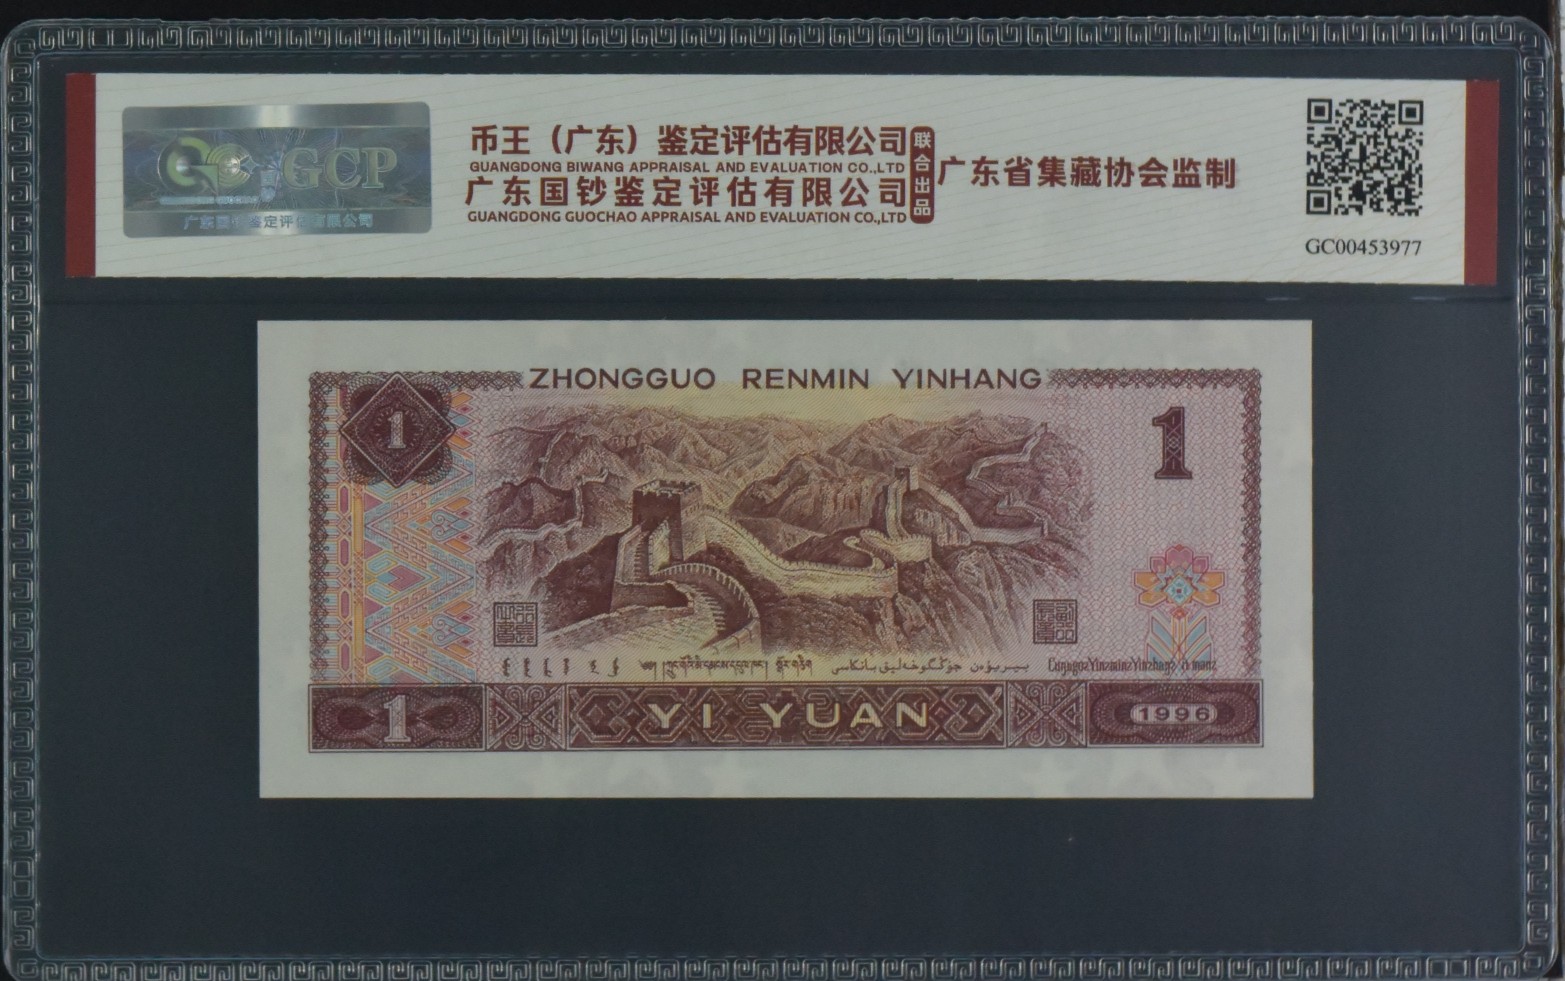 GCP
币王（广东）鉴定评估有限公司
GUANGDONG BIWANG APPRAISAL AND EVALUATION CO.,LTD
广东国钞鉴定评估有限公司
GUANGDONG GUOCHAO APPRAISAL AND EVALUATION CO.,LTD
联合出品
广东省集藏协会监制
GC00453977
ZHONGGUO RENMIN YINHANG
1
1
YI YUAN
1
1996